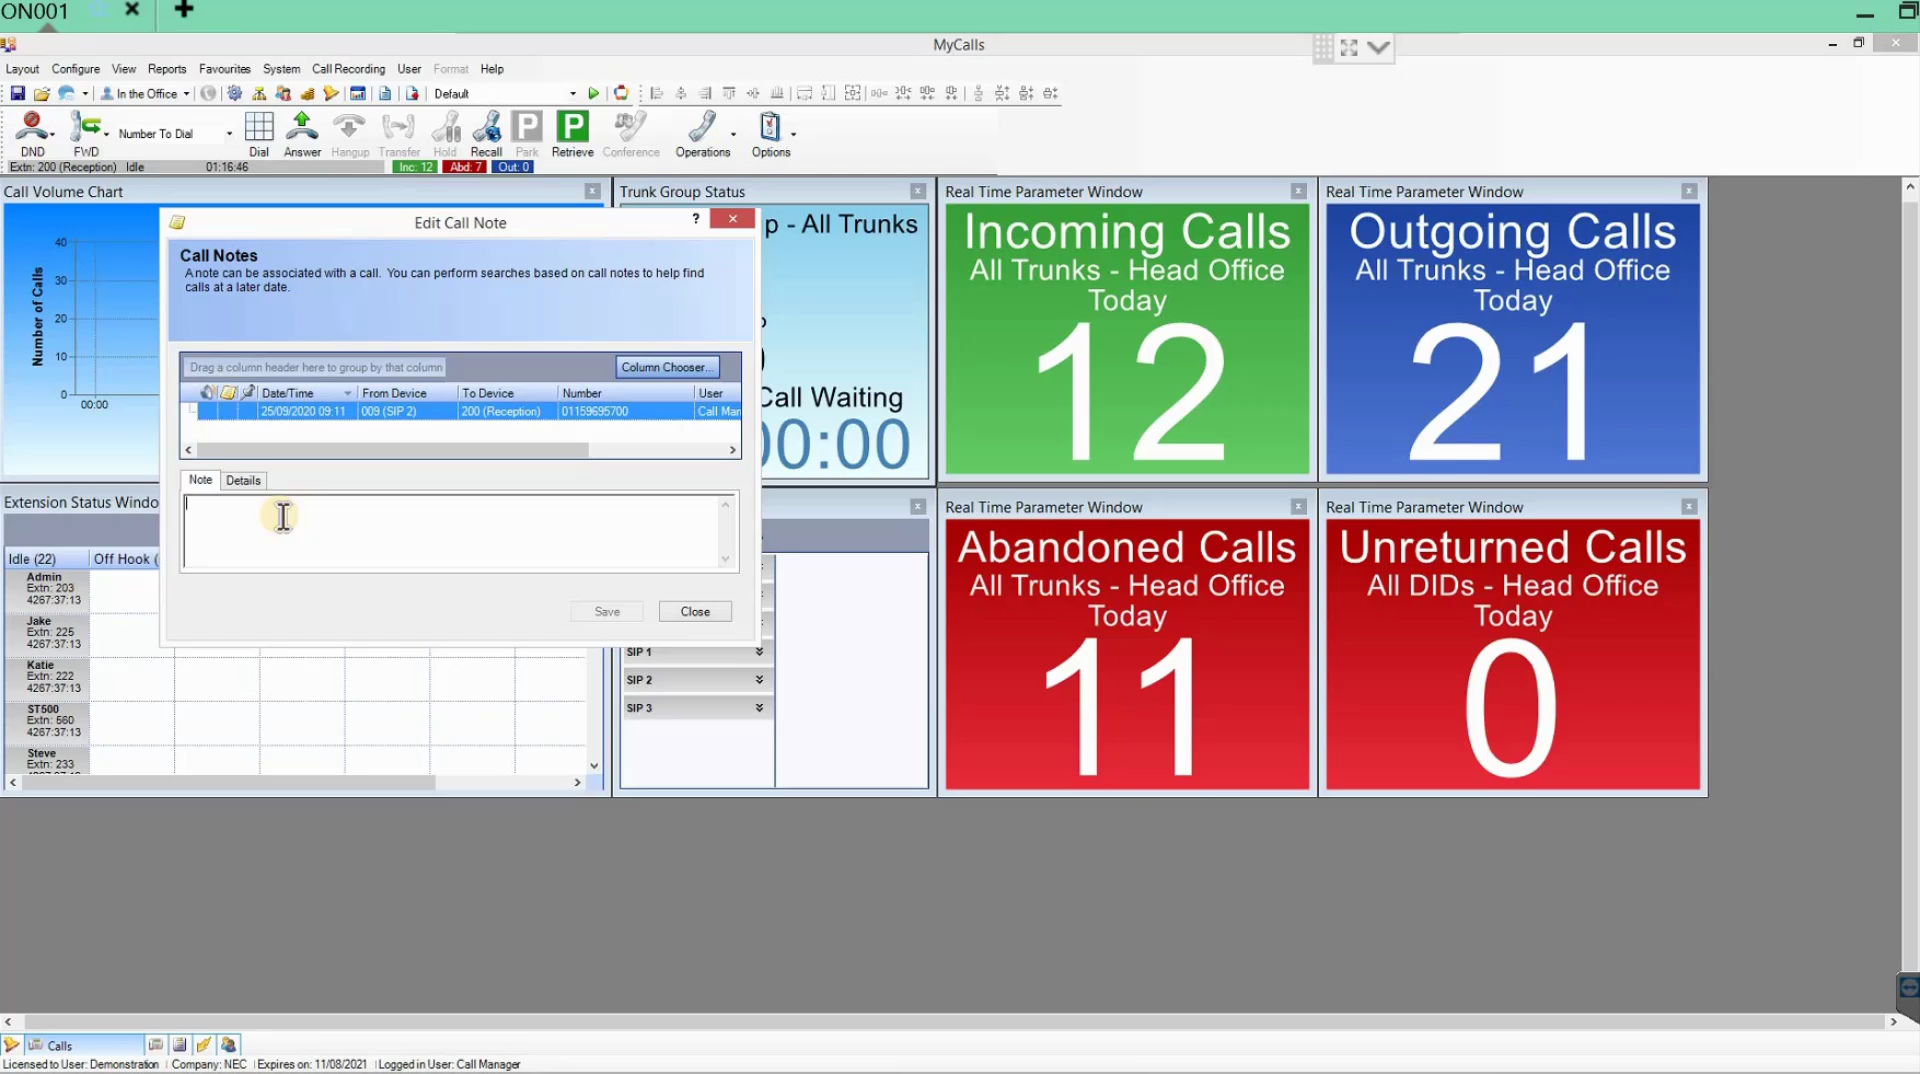 ON001
MyCalls
Layout Configure View Reports Favourites System Call Recording User Format Help
In the Office Default
Number To Dial
DND FWD Dial Answer Hangup Transfer Hold Recall Park Retrieve Conference Operations Options
Extn: 200 (Reception) Idle 01:16:46 Inc: 12 Abd: 7 Out: 0
Call Volume Chart
Number of Calls
40
30
20
10
0
00:00
Trunk Group Status
p - All Trunks
Call Waiting
00:00
Real Time Parameter Window
Incoming Calls
All Trunks - Head Office
Today
12
Real Time Parameter Window
Outgoing Calls
All Trunks - Head Office
Today
21
Edit Call Note
?
Call Notes
A note can be associated with a call. You can perform searches based on call notes to help find
calls at a later date.
Drag a column header here to group by that column
Column Chooser...
Date/Time From Device To Device Number User
25/09/2020 09:11 009 (SIP 2) 200 (Reception) 01159695700 Call Man
Note Details
Save Close
Extension Status Windo
Idle (22) Off Hook (
Admin
Extn: 203
4267:37:13
Jake
Extn: 225
4267:37:13
Katie
Extn: 222
4267:37:13
ST500
Extn: 560
4267:37:13
Steve
Extn: 233
SIP 1
SIP 2
SIP 3
Real Time Parameter Window
Abandoned Calls
All Trunks - Head Office
Today
11
Real Time Parameter Window
Unreturned Calls
All DIDs - Head Office
Today
0
Calls
Licensed to User: Demonstration Company: NEC Expires on: 11/08/2021 Logged in User: Call Manager